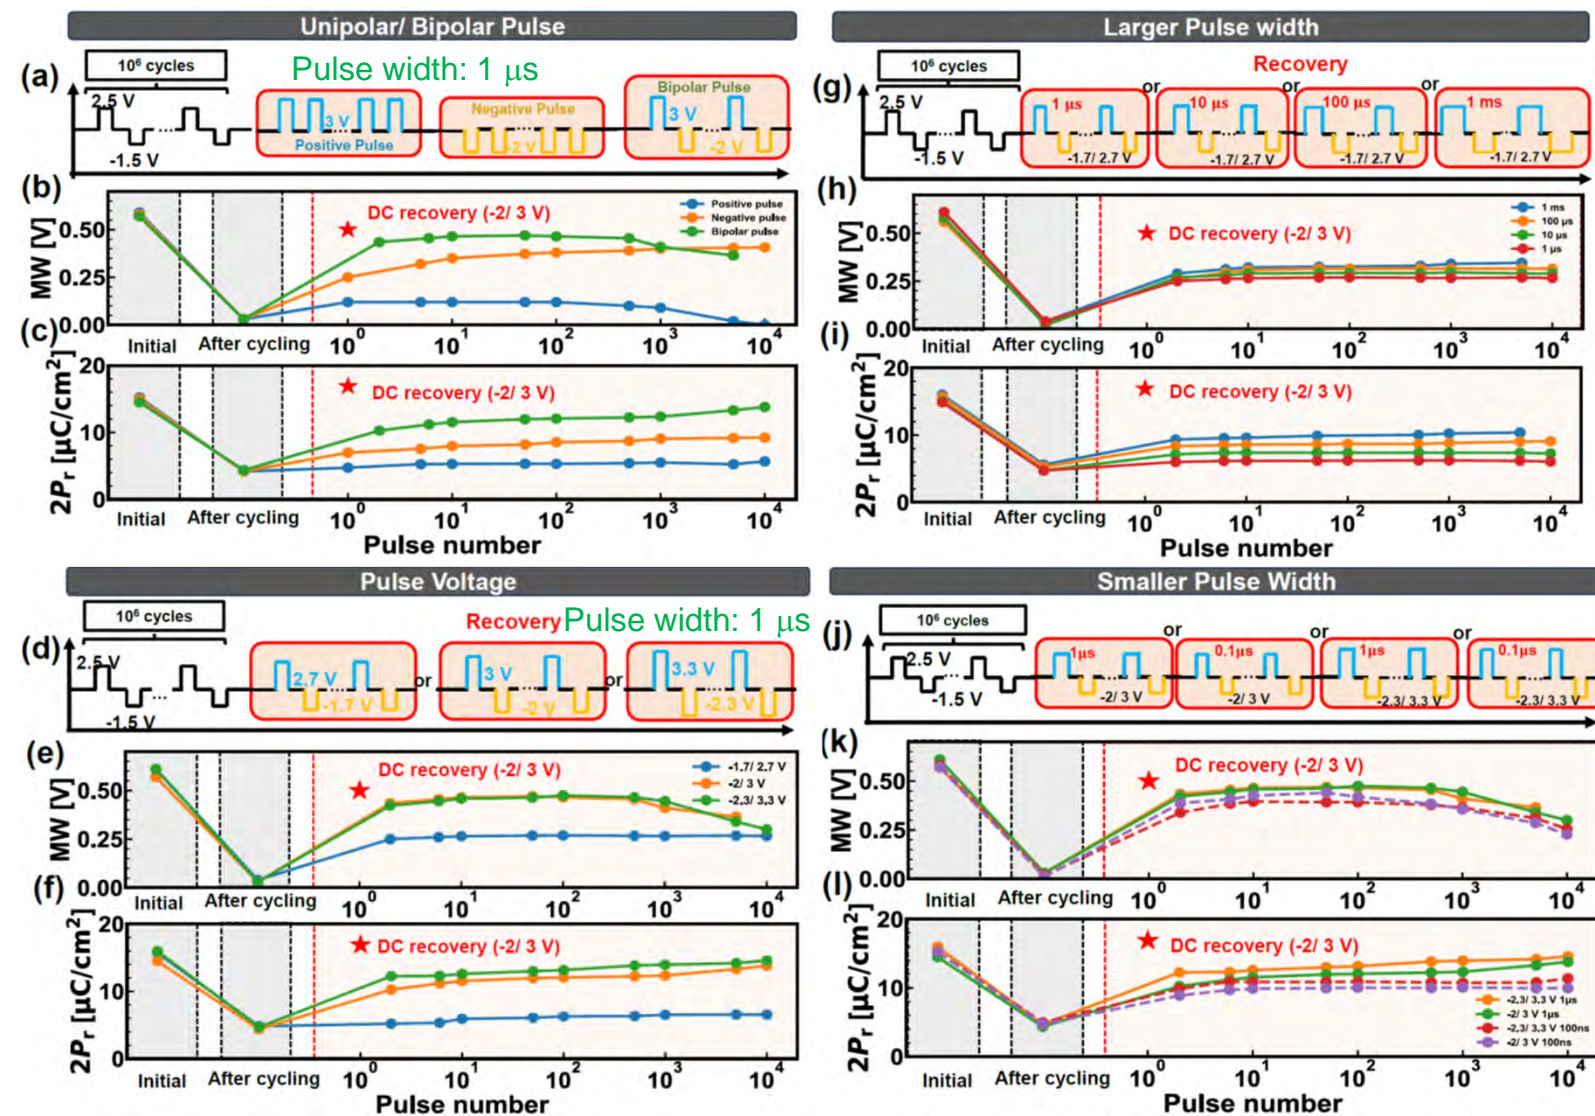 Unipolar/ Bipolar Pulse
(a)
10⁶ cycles
Pulse width: 1 μs
2.5 V
-1.5 V
3 V
Positive Pulse
Negative Pulse
-2 V
Bipolar Pulse
3 V
-2 V
(b)
MW [V]
0.50
0.25
0.00
DC recovery (-2/ 3 V)
Positive pulse
Negative pulse
Bipolar pulse
Initial
After cycling
10⁰ 10¹ 10² 10³ 10⁴
(c)
2Pr [μC/cm²]
20
10
0
DC recovery (-2/ 3 V)
Initial
After cycling
10⁰ 10¹ 10² 10³ 10⁴
Pulse number
Larger Pulse width
(g)
10⁶ cycles
Recovery
2.5 V
-1.5 V
1 μs
-1.7/ 2.7 V
or
10 μs
-1.7/ 2.7 V
or
100 μs
-1.7/ 2.7 V
or
1 ms
-1.7/ 2.7 V
(h)
MW [V]
0.50
0.25
0.00
DC recovery (-2/ 3 V)
1 ms
100 μs
10 μs
1 μs
Initial
After cycling
10⁰ 10¹ 10² 10³ 10⁴
(i)
2Pr [μC/cm²]
20
10
0
DC recovery (-2/ 3 V)
Initial
After cycling
10⁰ 10¹ 10² 10³ 10⁴
Pulse number
Pulse Voltage
(d)
10⁶ cycles
Recovery
Pulse width: 1 μs
2.5 V
-1.5 V
2.7 V
-1.7 V
or
3 V
-2 V
or
3.3 V
-2.3 V
(e)
MW [V]
0.50
0.25
0.00
DC recovery (-2/ 3 V)
-1.7/ 2.7 V
-2/ 3 V
-2.3/ 3.3 V
Initial
After cycling
10⁰ 10¹ 10² 10³ 10⁴
(f)
2Pr [μC/cm²]
20
10
0
DC recovery (-2/ 3 V)
Initial
After cycling
10⁰ 10¹ 10² 10³ 10⁴
Pulse number
Smaller Pulse Width
(j)
10⁶ cycles
2.5 V
-1.5 V
1μs
-2/ 3 V
or
0.1μs
-2/ 3 V
or
1μs
-2.3/ 3.3 V
or
0.1μs
-2.3/ 3.3 V
(k)
MW [V]
0.50
0.25
0.00
DC recovery (-2/ 3 V)
Initial
After cycling
10⁰ 10¹ 10² 10³ 10⁴
(l)
2Pr [μC/cm²]
20
10
0
DC recovery (-2/ 3 V)
-2.3/ 3.3 V 1μs
-2/ 3 V 1μs
-2.3/ 3.3 V 100ns
-2/ 3 V 100ns
Initial
After cycling
10⁰ 10¹ 10² 10³ 10⁴
Pulse number